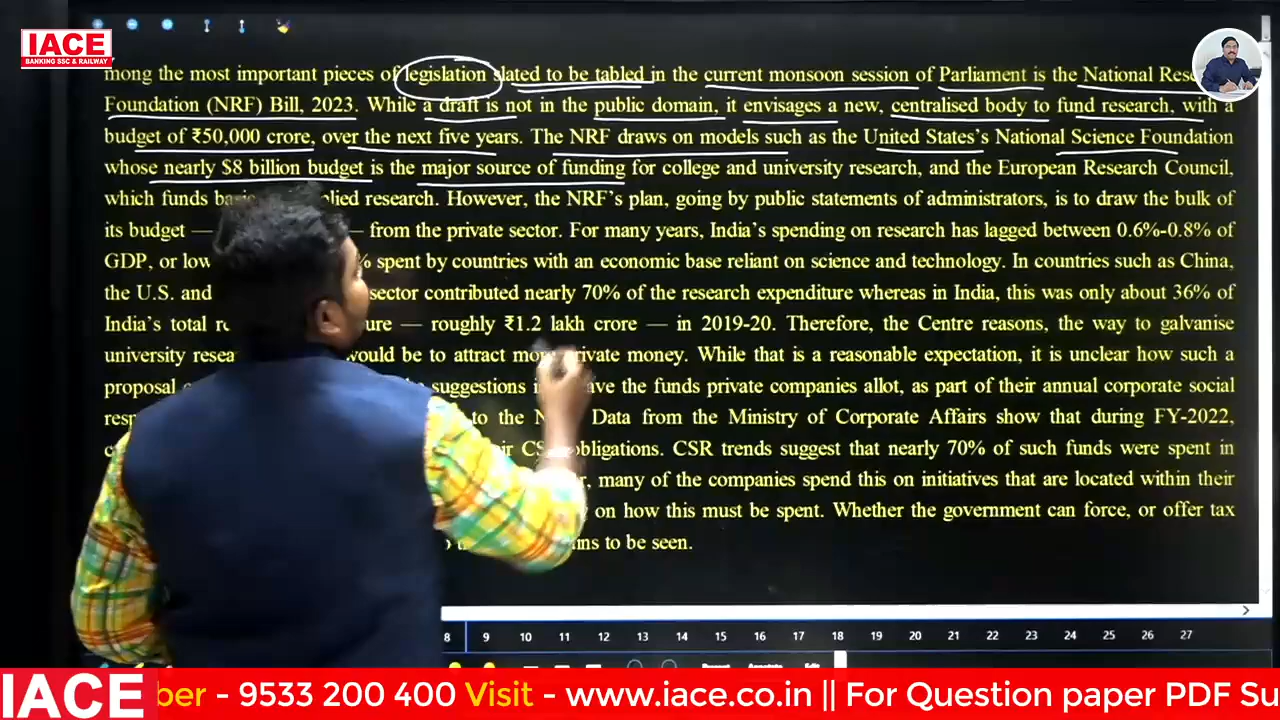 IACE
BANKING SSC & RAILWAY
mong the most important pieces of legislation slated to be tabled in the current monsoon session of Parliament is the National Rese
Foundation (NRF) Bill, 2023. While a draft is not in the public domain, it envisages a new, centralised body to fund research, with a
budget of ₹50,000 crore, over the next five years. The NRF draws on models such as the United States's National Science Foundation
whose nearly $8 billion budget is the major source of funding for college and university research, and the European Research Council,
which funds research. However, the NRF's plan, going by public statements of administrators, is to draw the bulk of
its budget — — from the private sector. For many years, India's spending on research has lagged between 0.6%-0.8% of
GDP, or low % spent by countries with an economic base reliant on science and technology. In countries such as China,
the U.S. and sector contributed nearly 70% of the research expenditure whereas in India, this was only about 36% of
India's total ure — roughly ₹1.2 lakh crore — in 2019-20. Therefore, the Centre reasons, the way to galvanise
university would be to attract more private money. While that is a reasonable expectation, it is unclear how such a
proposal suggestions the funds private companies allot, as part of their annual corporate social
to the Data from the Ministry of Corporate Affairs show that during FY-2022,
obligations. CSR trends suggest that nearly 70% of such funds were spent in
many of the companies spend this on initiatives that are located within their
on how this must be spent. Whether the government can force, or offer tax
to be seen.
8 9 10 11 12 13 14 15 16 17 18 19 20 21 22 23 24 25 26 27
IACE ber - 9533 200 400 Visit - www.iace.co.in || For Question paper PDF Su